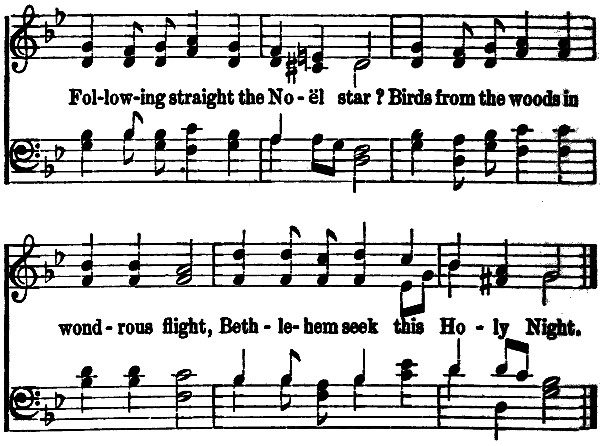 Fol-low-ing straight the No-ël star? Birds from the woods in
wond-rous flight, Beth-le-hem seek this Ho-ly Night.